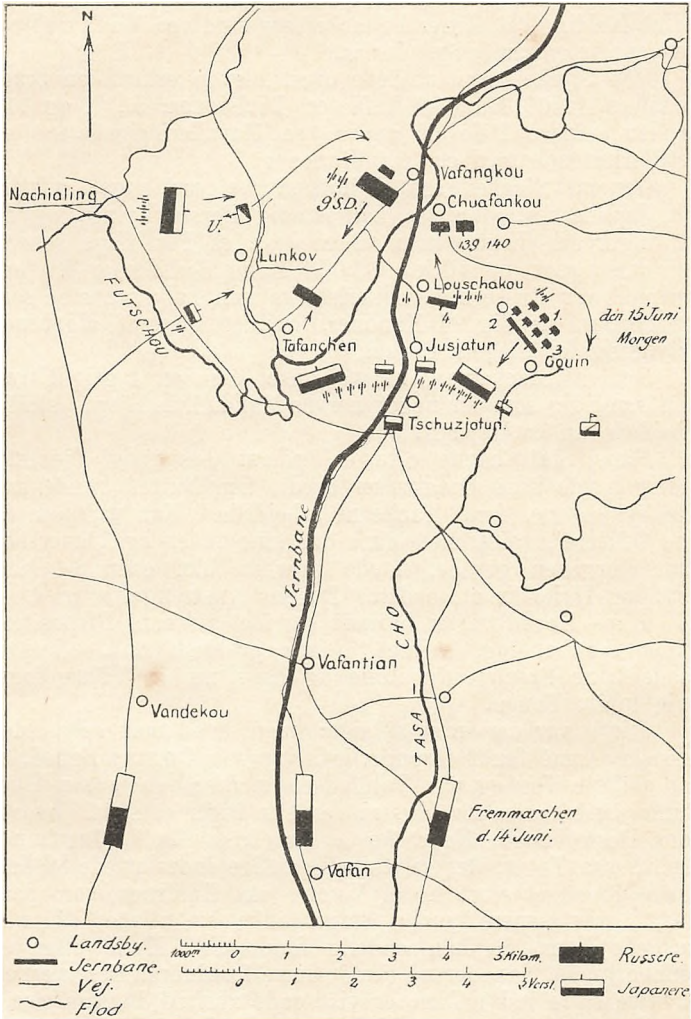 N
Vafangkou
Nachialing
Chuafankou
9' S.D.
U.
139 140
Lunkov
Louschakou
FUTSCHOU
4.
1.
2
3
den 15' Juni
Morgen
Tafanchen
Jusjatun
Gouin
Tschuzjotun.
Jernbane
TASA – CHO
Vafantian
Vandekou
Fremmarchen
d. 14' Juni.
Vafan
Landsby.
1000m 0 1 2 3 4 5 Kilom.
Russere.
Jernbane.
Vej.
0 1 2 3 4 5 Verst.
Japanere
Flod